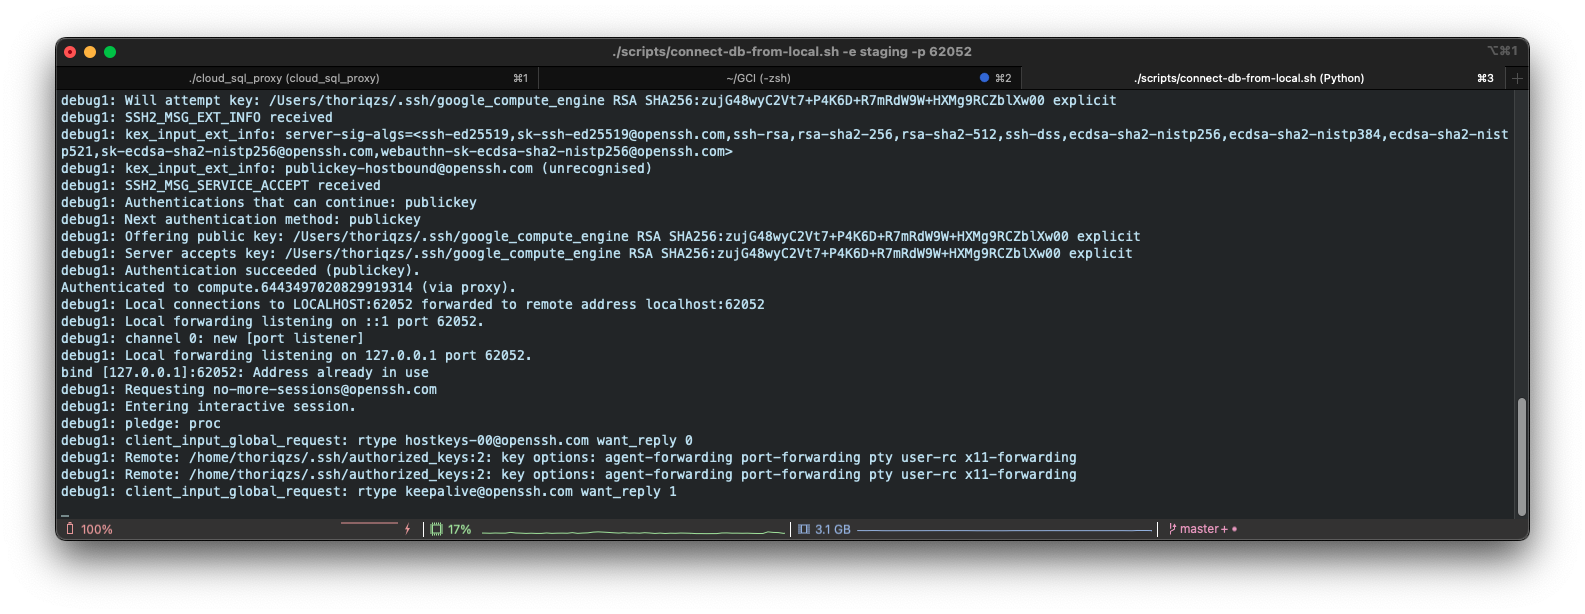 ./scripts/connect-db-from-local.sh -e staging -p 62052
⌥⌘1
./cloud_sql_proxy (cloud_sql_proxy) ⌘1
~/GCI (-zsh) ⌘2
./scripts/connect-db-from-local.sh (Python) ⌘3
debug1: Will attempt key: /Users/thoriqzs/.ssh/google_compute_engine RSA SHA256:zujG48wyC2Vt7+P4K6D+R7mRdW9W+HXMg9RCZblXw00 explicit
debug1: SSH2_MSG_EXT_INFO received
debug1: kex_input_ext_info: server-sig-algs=<ssh-ed25519,sk-ssh-ed25519@openssh.com,ssh-rsa,rsa-sha2-256,rsa-sha2-512,ssh-dss,ecdsa-sha2-nistp256,ecdsa-sha2-nistp384,ecdsa-sha2-nist
p521,sk-ecdsa-sha2-nistp256@openssh.com,webauthn-sk-ecdsa-sha2-nistp256@openssh.com>
debug1: kex_input_ext_info: publickey-hostbound@openssh.com (unrecognised)
debug1: SSH2_MSG_SERVICE_ACCEPT received
debug1: Authentications that can continue: publickey
debug1: Next authentication method: publickey
debug1: Offering public key: /Users/thoriqzs/.ssh/google_compute_engine RSA SHA256:zujG48wyC2Vt7+P4K6D+R7mRdW9W+HXMg9RCZblXw00 explicit
debug1: Server accepts key: /Users/thoriqzs/.ssh/google_compute_engine RSA SHA256:zujG48wyC2Vt7+P4K6D+R7mRdW9W+HXMg9RCZblXw00 explicit
debug1: Authentication succeeded (publickey).
Authenticated to compute.6443497020829919314 (via proxy).
debug1: Local connections to LOCALHOST:62052 forwarded to remote address localhost:62052
debug1: Local forwarding listening on ::1 port 62052.
debug1: channel 0: new [port listener]
debug1: Local forwarding listening on 127.0.0.1 port 62052.
bind [127.0.0.1]:62052: Address already in use
debug1: Requesting no-more-sessions@openssh.com
debug1: Entering interactive session.
debug1: pledge: proc
debug1: client_input_global_request: rtype hostkeys-00@openssh.com want_reply 0
debug1: Remote: /home/thoriqzs/.ssh/authorized_keys:2: key options: agent-forwarding port-forwarding pty user-rc x11-forwarding
debug1: Remote: /home/thoriqzs/.ssh/authorized_keys:2: key options: agent-forwarding port-forwarding pty user-rc x11-forwarding
debug1: client_input_global_request: rtype keepalive@openssh.com want_reply 1
100% 17% 3.1 GB master + •